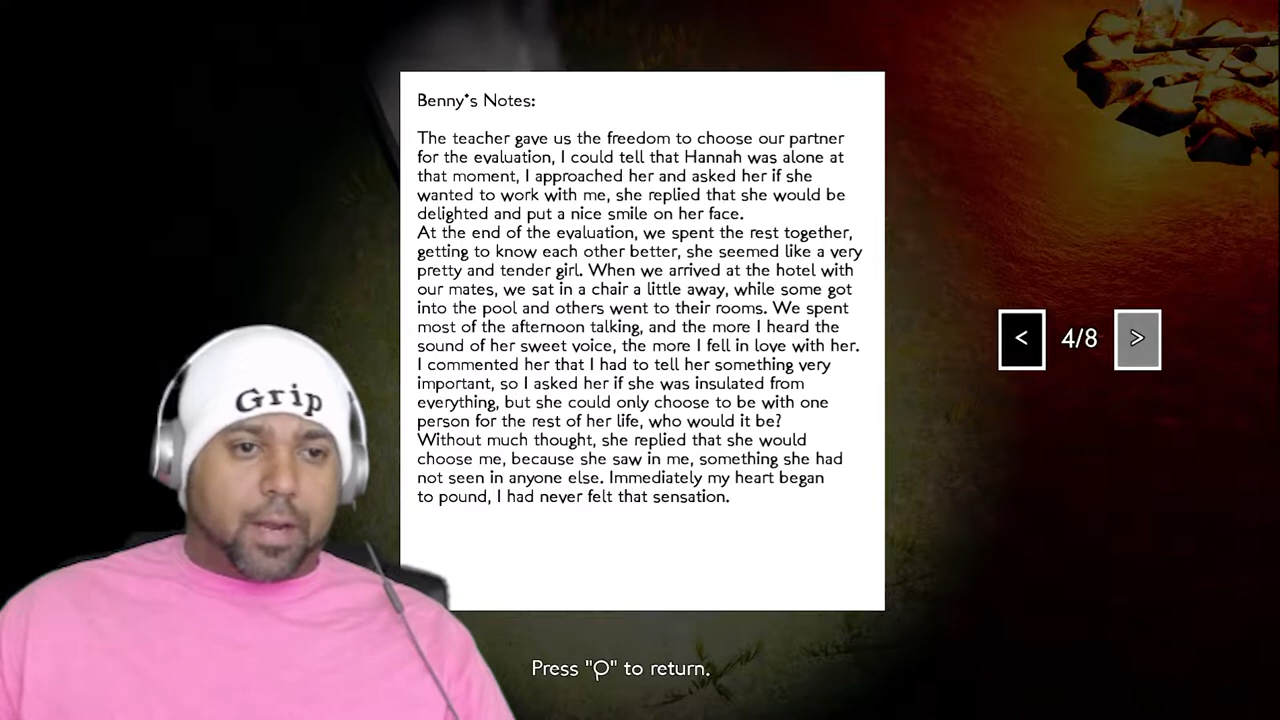 Benny's Notes:
The teacher gave us the freedom to choose our partner
for the evaluation, I could tell that Hannah was alone at
that moment, I approached her and asked her if she
wanted to work with me, she replied that she would be
delighted and put a nice smile on her face.
At the end of the evaluation, we spent the rest together,
getting to know each other better, she seemed like a very
pretty and tender girl. When we arrived at the hotel with
our mates, we sat in a chair a little away, while some got
into the pool and others went to their rooms. We spent
most of the afternoon talking, and the more I heard the
sound of her sweet voice, the more I fell in love with her.
I commented her that I had to tell her something very
important, so I asked her if she was insulated from
everything, but she could only choose to be with one
person for the rest of her life, who would it be?
Without much thought, she replied that she would
choose me, because she saw in me, something she had
not seen in anyone else. Immediately my heart began
to pound, I had never felt that sensation.
< 4/8 >
Grip
Press "Q" to return.